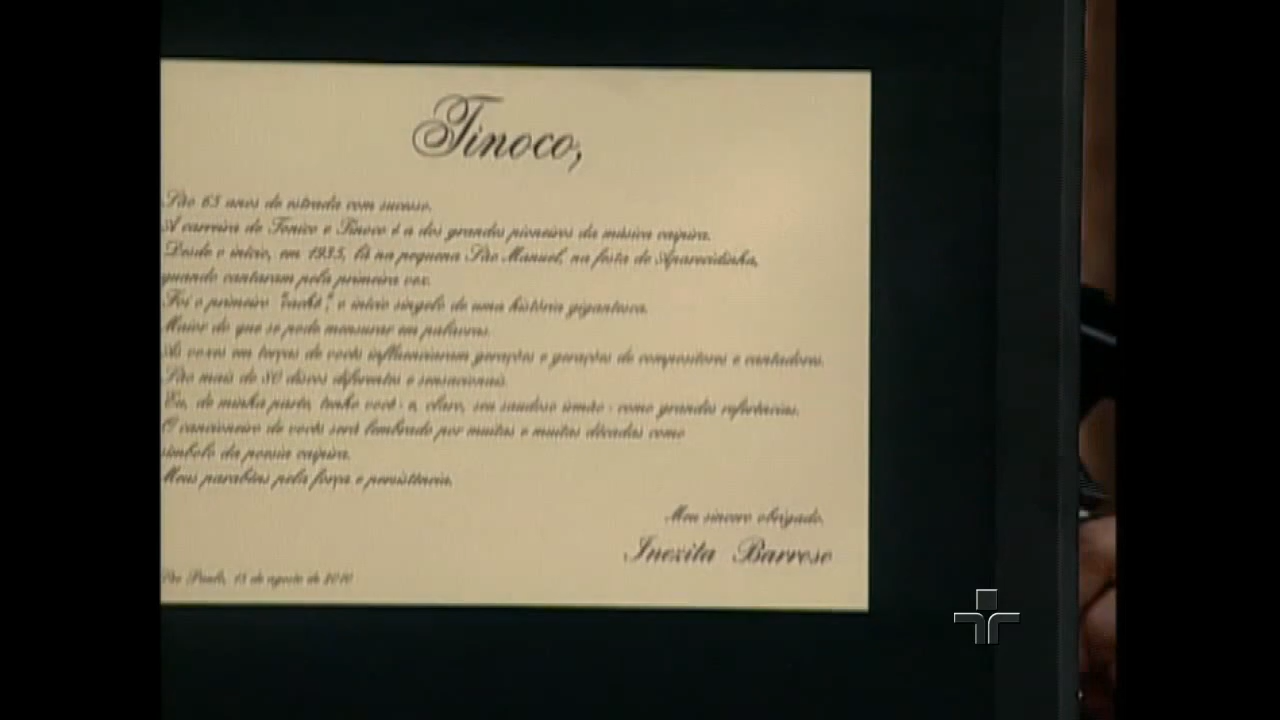 Tinoco,
São 65 anos de estrada com sucesso.
A carreira de Tonico e Tinoco é a dos grandes pioneiros da música caipira.
Desde o início, em 1935, lá na pequena São Manuel, na festa de Aparecidinha,
quando cantaram pela primeira vez.
Foi o primeiro "cachê", o início singelo de uma história gigantesca.
Maior do que se pode mensurar em palavras.
As vozes em terças de vocês influenciaram gerações e gerações de compositores e cantadores.
São mais de 80 discos diferentes e sensacionais.
Eu, de minha parte, tenho você - e, claro, seu saudoso irmão - como grandes referências.
O cancioneiro de vocês será lembrado por muitas e muitas décadas como
símbolo da poesia caipira.
Meus parabéns pela força e persistência.
Meu sincero obrigado,
Inezita Barroso
São Paulo, 18 de agosto de 2010